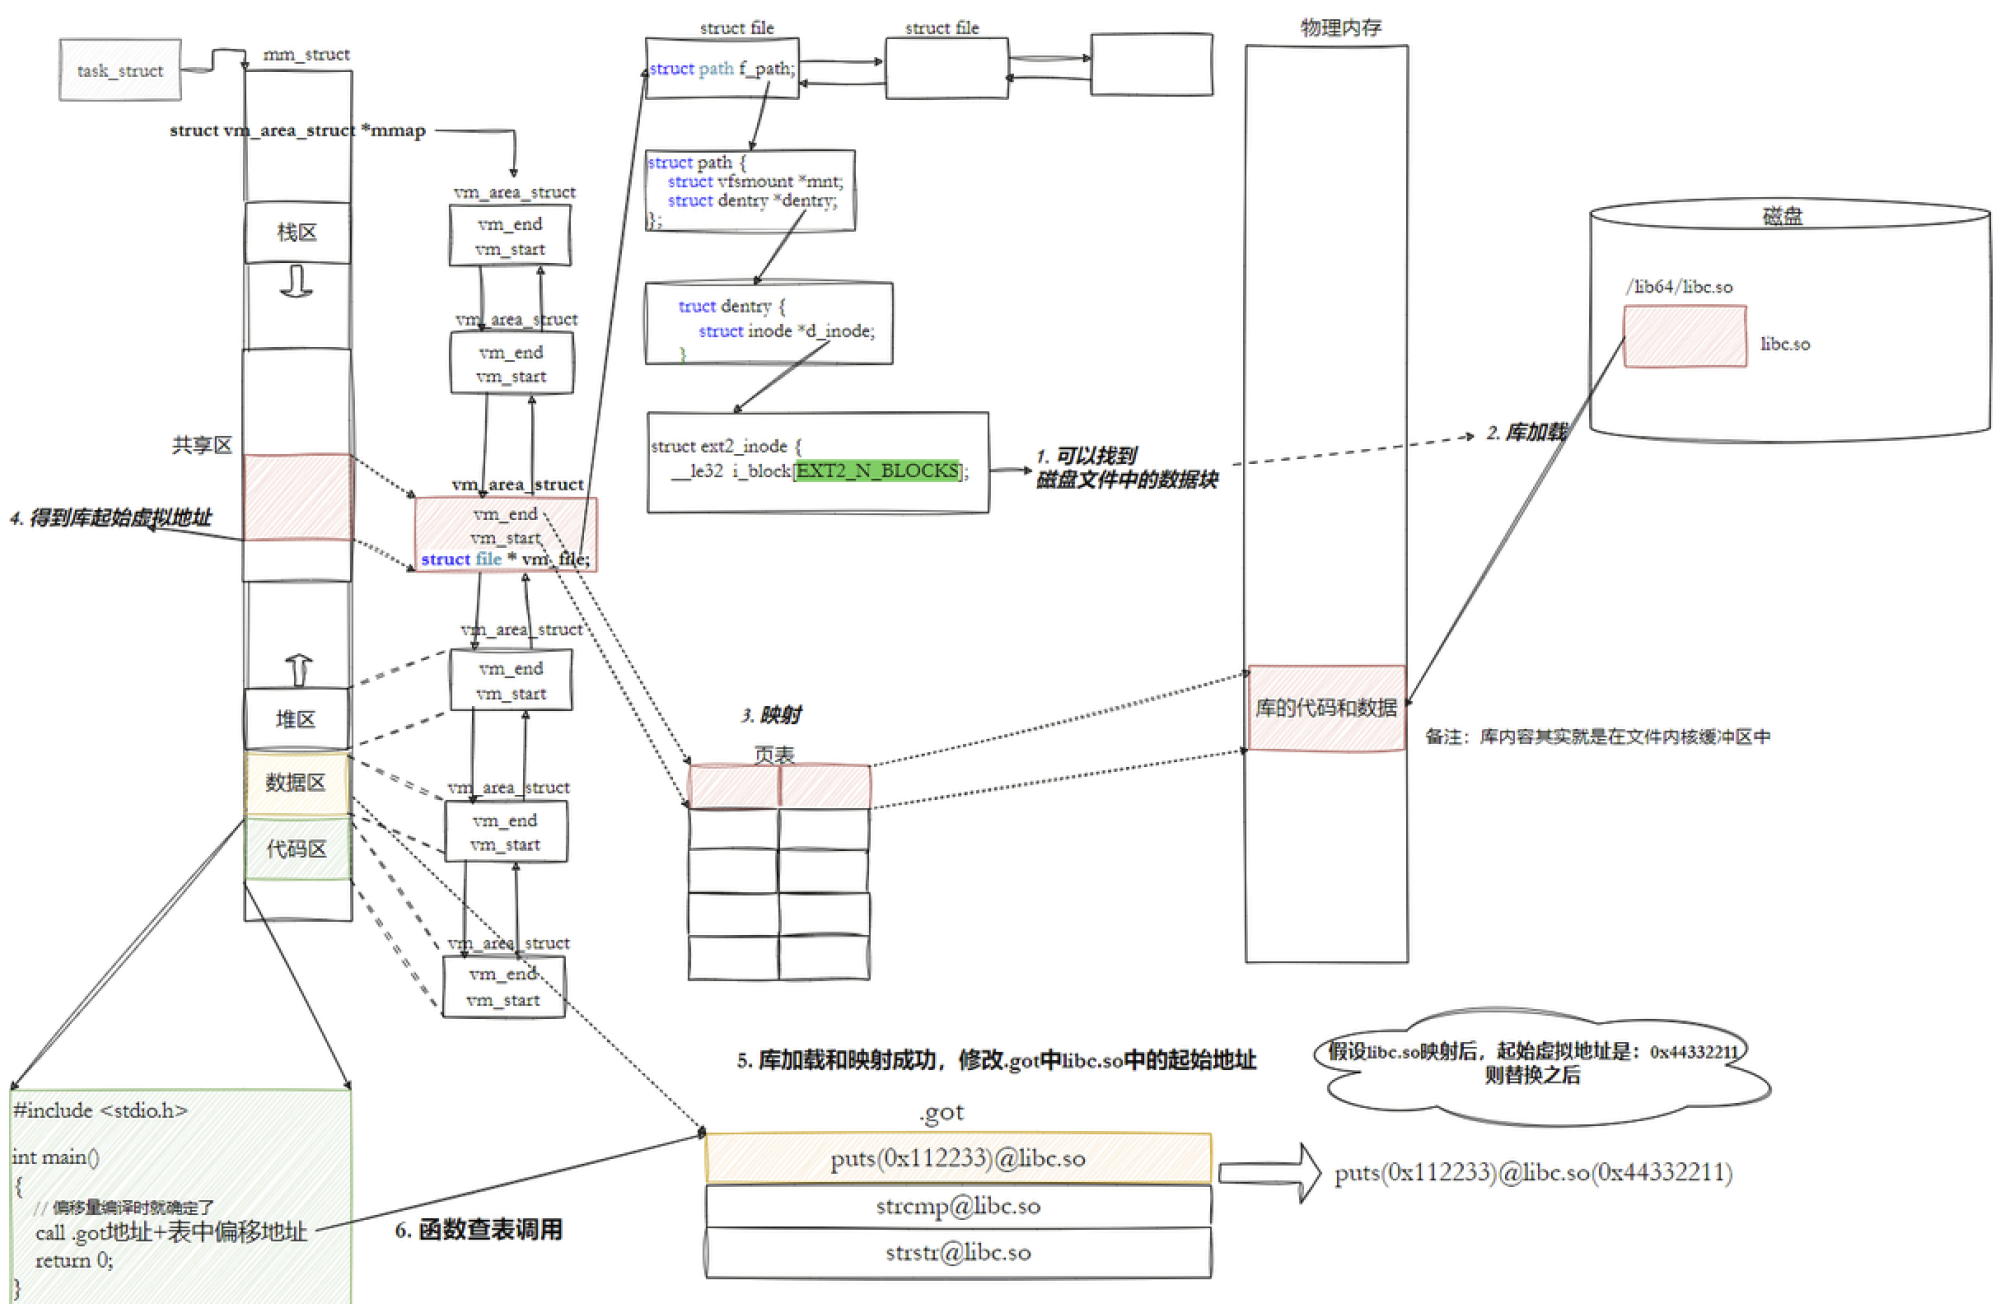 task_struct
mm_struct
struct vm_area_struct *mmap
栈区
共享区
4. 得到库起始虚拟地址
堆区
数据区
代码区
vm_area_struct
vm_end
vm_start
vm_area_struct
vm_end
vm_start
vm_area_struct
vm_end
vm_start
struct file * vm_file;
vm_area_struct
vm_end
vm_start
vm_area_struct
vm_end
vm_start
vm_area_struct
vm_end
vm_start
struct file
struct path f_path;
struct file
struct path {
struct vfsmount *mnt;
struct dentry *dentry;
};
truct dentry {
struct inode *d_inode;
}
struct ext2_inode {
__le32 i_block[EXT2_N_BLOCKS];
1. 可以找到
磁盘文件中的数据块
2. 库加载
3. 映射
页表
物理内存
库的代码和数据
备注：库内容其实就是在文件内核缓冲区中
磁盘
/lib64/libc.so
libc.so
#include <stdio.h>
int main()
{
// 偏移量编译时就确定了
call .got地址+表中偏移地址
return 0;
}
6. 函数查表调用
5. 库加载和映射成功，修改.got中libc.so中的起始地址
.got
puts(0x112233)@libc.so
strcmp@libc.so
strstr@libc.so
假设libc.so映射后，起始虚拟地址是：0x44332211
则替换之后
puts(0x112233)@libc.so(0x44332211)